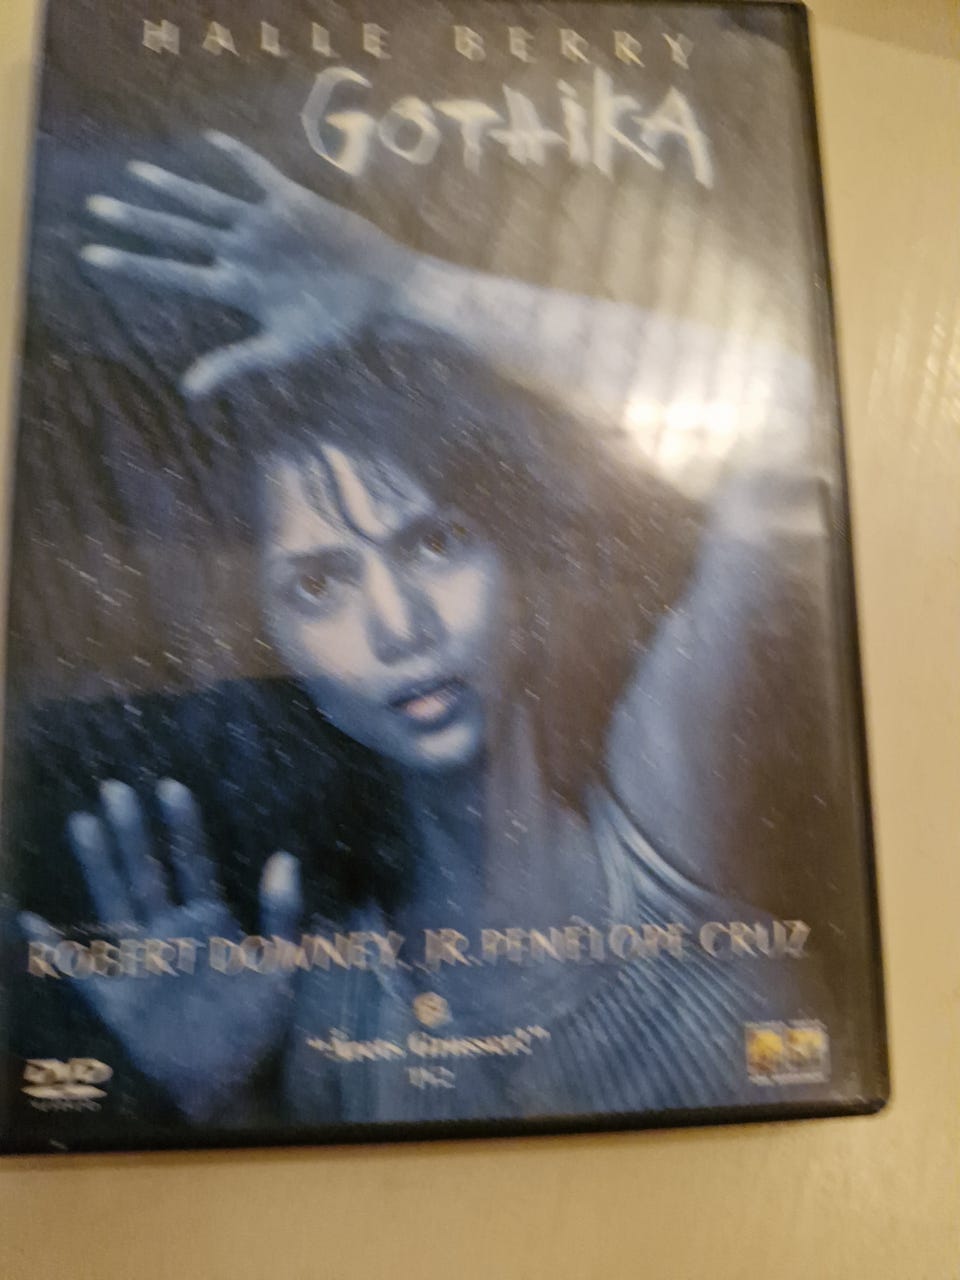 HALLE BERRY
GOTHIKA
ROBERT DOWNEY JR. PENELOPE CRUZ
DVD